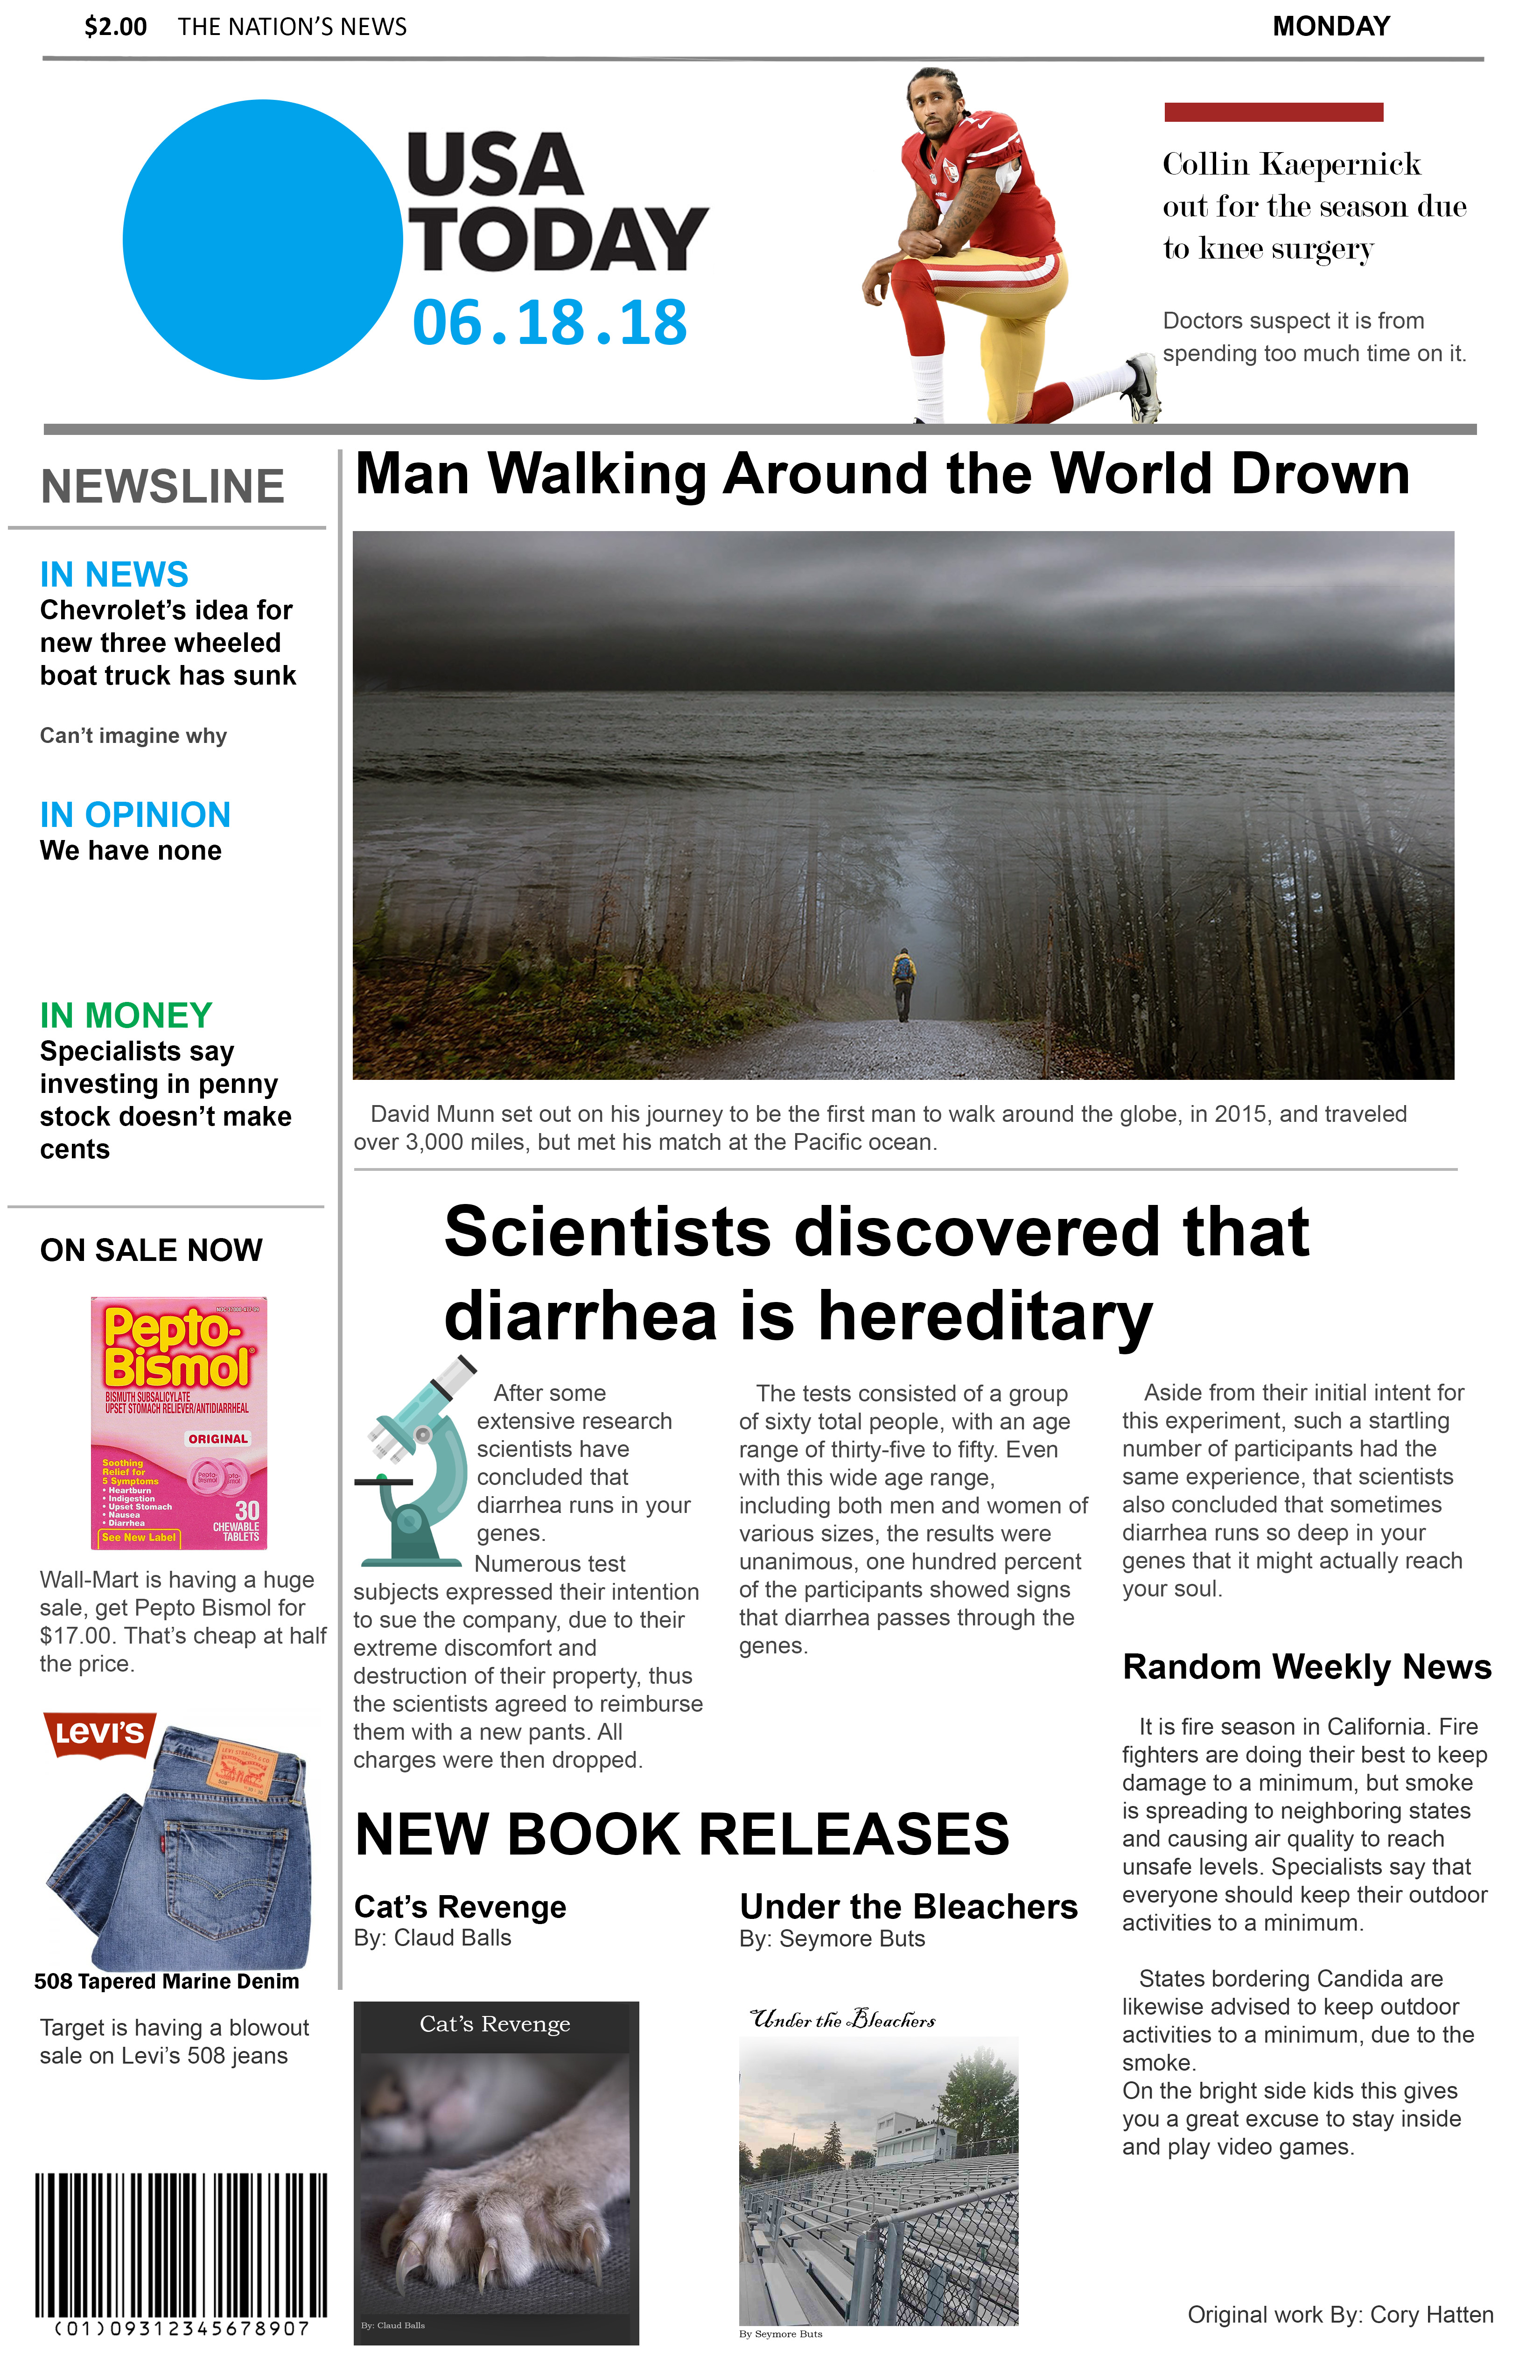 $2.00 THE NATION’S NEWS
MONDAY
USA
TODAY
06.18.18
Collin Kaepernick
out for the season due
to knee surgery
Doctors suspect it is from
spending too much time on it.
NEWSLINE
IN NEWS
Chevrolet’s idea for
new three wheeled
boat truck has sunk
Can’t imagine why
IN OPINION
We have none
IN MONEY
Specialists say
investing in penny
stock doesn’t make
cents
ON SALE NOW
Pepto-
Bismol
BISMUTH SUBSALICYLATE
UPSET STOMACH RELIEVER/ANTIDIARRHEAL
ORIGINAL
Soothing
Relief for
5 Symptoms
• Heartburn
• Indigestion
• Upset Stomach
• Nausea
• Diarrhea
See New Label
30
CHEWABLE
TABLETS
Wall-Mart is having a huge
sale, get Pepto Bismol for
$17.00. That’s cheap at half
the price.
LEVI’S
508 Tapered Marine Denim
Target is having a blowout
sale on Levi’s 508 jeans
(01)09312345678907
Man Walking Around the World Drown
David Munn set out on his journey to be the first man to walk around the globe, in 2015, and traveled
over 3,000 miles, but met his match at the Pacific ocean.
Scientists discovered that
diarrhea is hereditary
After some
extensive research
scientists have
concluded that
diarrhea runs in your
genes.
Numerous test
subjects expressed their intention
to sue the company, due to their
extreme discomfort and
destruction of their property, thus
the scientists agreed to reimburse
them with a new pants. All
charges were then dropped.
The tests consisted of a group
of sixty total people, with an age
range of thirty-five to fifty. Even
with this wide age range,
including both men and women of
various sizes, the results were
unanimous, one hundred percent
of the participants showed signs
that diarrhea passes through the
genes.
Aside from their initial intent for
this experiment, such a startling
number of participants had the
same experience, that scientists
also concluded that sometimes
diarrhea runs so deep in your
genes that it might actually reach
your soul.
Random Weekly News
It is fire season in California. Fire
fighters are doing their best to keep
damage to a minimum, but smoke
is spreading to neighboring states
and causing air quality to reach
unsafe levels. Specialists say that
everyone should keep their outdoor
activities to a minimum.
States bordering Candida are
likewise advised to keep outdoor
activities to a minimum, due to the
smoke.
On the bright side kids this gives
you a great excuse to stay inside
and play video games.
NEW BOOK RELEASES
Cat’s Revenge
By: Claud Balls
Cat’s Revenge
By: Claud Balls
Under the Bleachers
By: Seymore Buts
Under the Bleachers
By Seymore Buts
Original work By: Cory Hatten